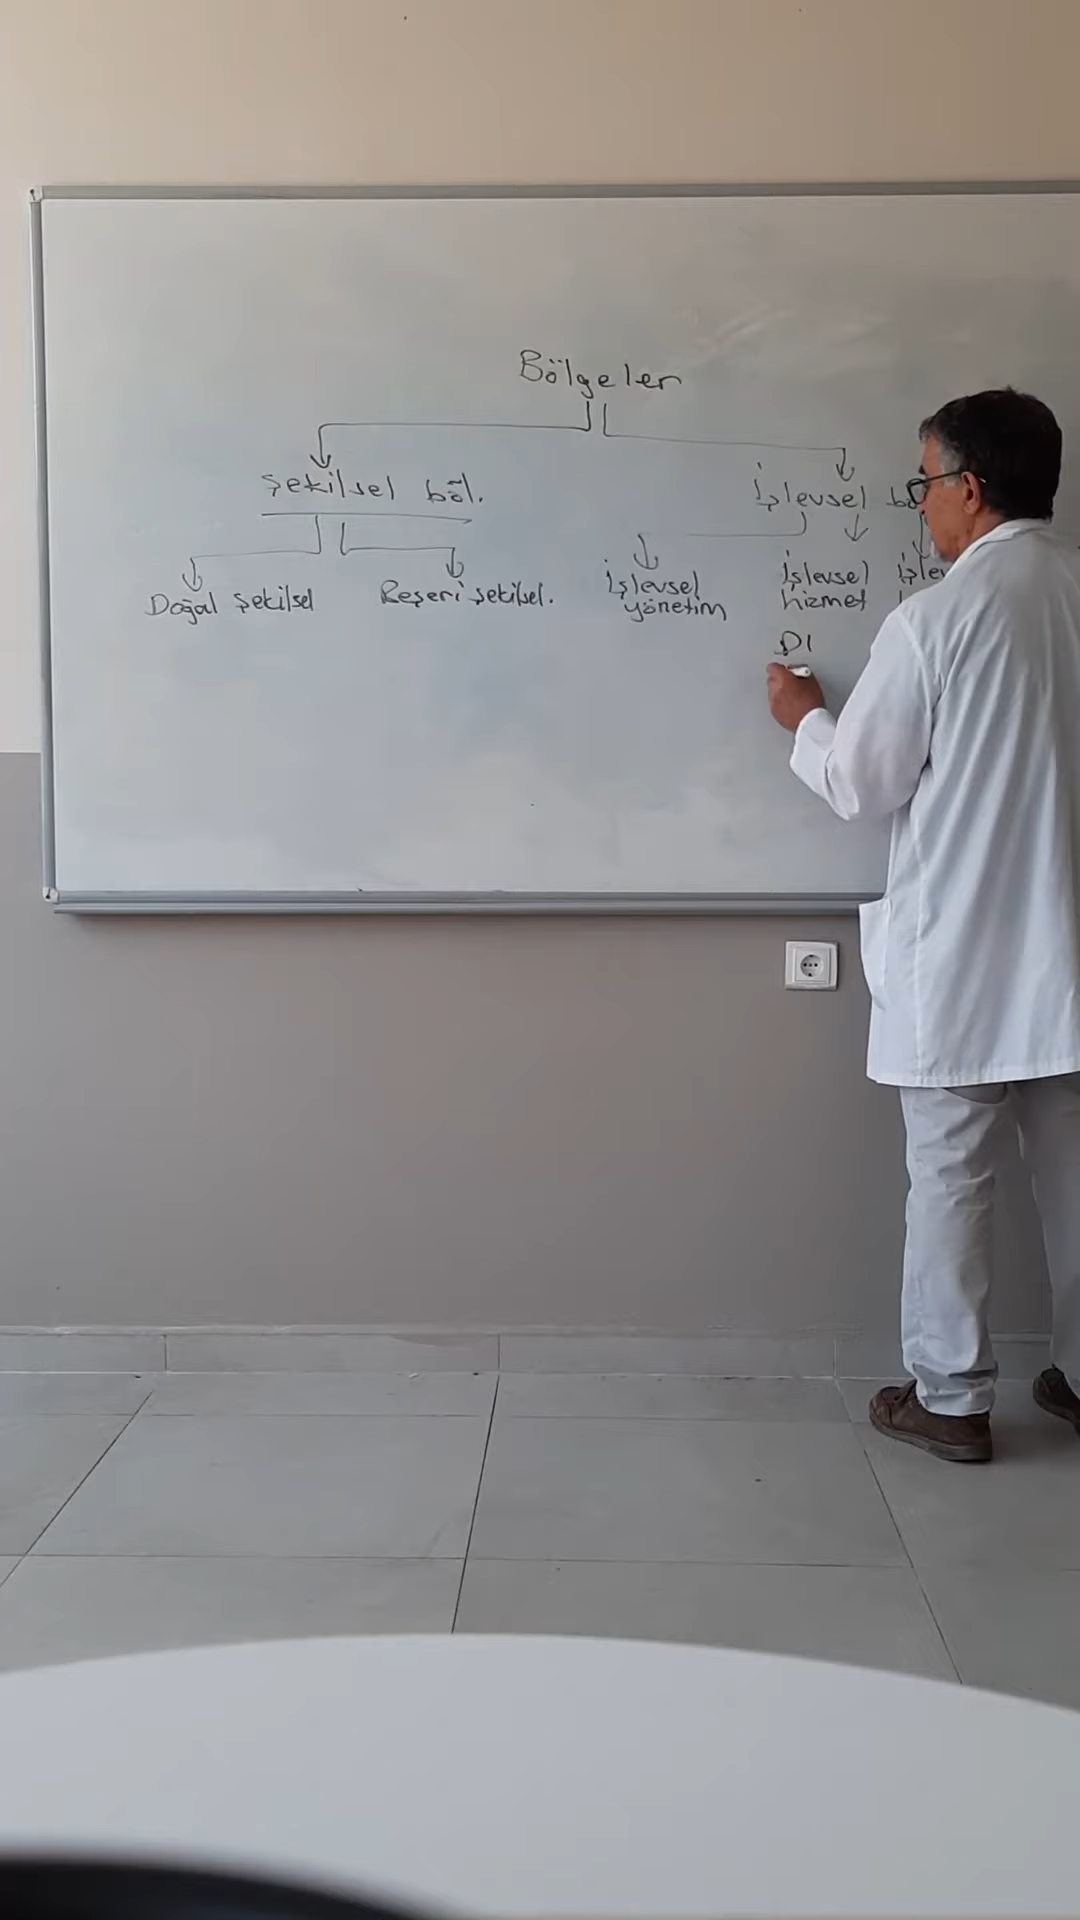 Bölgeler
Şekilsel böl.
İşlevsel
Doğal Şekilsel
Beşeri şekilsel.
İşlevsel
yönetim
İşlevsel
hizmet